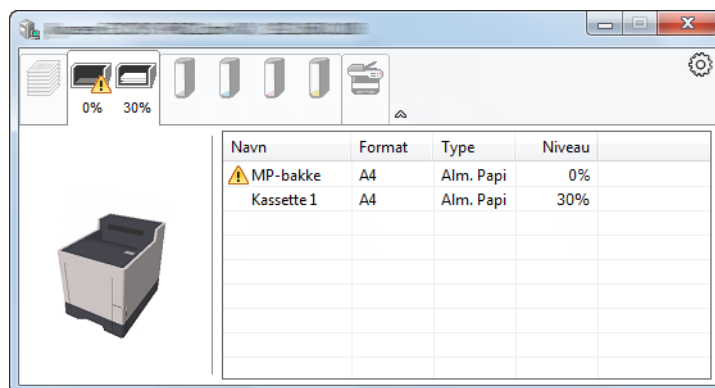 0% 30%
Navn Format Type Niveau
MP-bakke A4 Alm. Papi 0%
Kassette 1 A4 Alm. Papi 30%